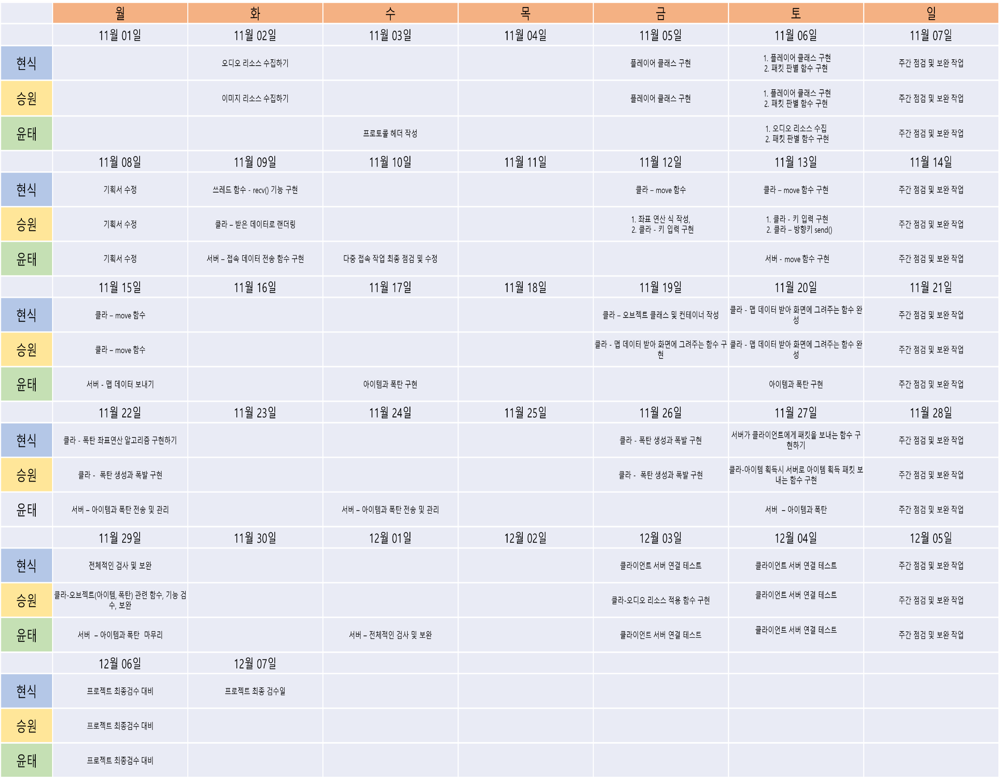 월 화 수 목 금 토 일
11월 01일 11월 02일 11월 03일 11월 04일 11월 05일 11월 06일 11월 07일
현식 오디오 리소스 수집하기 플레이어 클래스 구현 1. 플레이어 클래스 구현 주간 점검 및 보완 작업
2. 패킷 판별 함수 구현
승원 이미지 리소스 수집하기 플레이어 클래스 구현 1. 플레이어 클래스 구현 주간 점검 및 보완 작업
2. 패킷 판별 함수 구현
윤태 프로토콜 헤더 작성 1. 오디오 리소스 수집 주간 점검 및 보완 작업
2. 패킷 판별 함수 구현
11월 08일 11월 09일 11월 10일 11월 11일 11월 12일 11월 13일 11월 14일
현식 기획서 수정 쓰레드 함수 - recv() 기능 구현 클라 – move 함수 클라 – move 함수 구현 주간 점검 및 보완 작업
승원 기획서 수정 클라 – 받은 데이터로 랜더링 1. 좌표 연산 식 작성, 1. 클라 - 키 입력 구현 주간 점검 및 보완 작업
2. 클라 - 키 입력 구현 2. 클라 – 방향키 send()
윤태 기획서 수정 서버 – 접속 데이터 전송 함수 구현 다중 접속 작업 최종 점검 및 수정 서버 - move 함수 구현 주간 점검 및 보완 작업
11월 15일 11월 16일 11월 17일 11월 18일 11월 19일 11월 20일 11월 21일
현식 클라 – move 함수 클라 – 오브젝트 클래스 및 컨테이너 작성 클라 - 맵 데이터 받아 화면에 그려주는 함수 완 주간 점검 및 보완 작업
성
승원 클라 – move 함수 클라 - 맵 데이터 받아 화면에 그려주는 함수 구 클라 - 맵 데이터 받아 화면에 그려주는 함수 완 주간 점검 및 보완 작업
현 성
윤태 서버 - 맵 데이터 보내기 아이템과 폭탄 구현 아이템과 폭탄 구현 주간 점검 및 보완 작업
11월 22일 11월 23일 11월 24일 11월 25일 11월 26일 11월 27일 11월 28일
현식 클라 - 폭탄 좌표연산 알고리즘 구현하기 클라 - 폭탄 생성과 폭발 구현 서버가 클라이언트에게 패킷을 보내는 함수 구 주간 점검 및 보완 작업
현하기
승원 클라 - 폭탄 생성과 폭발 구현 클라 - 폭탄 생성과 폭발 구현 클라-아이템 획득시 서버로 아이템 획득 패킷 보 주간 점검 및 보완 작업
내는 함수 구현
윤태 서버 – 아이템과 폭탄 전송 및 관리 서버 – 아이템과 폭탄 전송 및 관리 서버 – 아이템과 폭탄 주간 점검 및 보완 작업
11월 29일 11월 30일 12월 01일 12월 02일 12월 03일 12월 04일 12월 05일
현식 전체적인 검사 및 보완 클라이언트 서버 연결 테스트 클라이언트 서버 연결 테스트 주간 점검 및 보완 작업
승원 클라-오브젝트(아이템, 폭탄) 관련 함수, 기능 검 클라-오디오 리소스 적용 함수 구현 클라이언트 서버 연결 테스트 주간 점검 및 보완 작업
수, 보완
윤태 서버 – 아이템과 폭탄 마무리 서버 – 전체적인 검사 및 보완 클라이언트 서버 연결 테스트 클라이언트 서버 연결 테스트 주간 점검 및 보완 작업
12월 06일 12월 07일
현식 프로젝트 최종검수 대비 프로젝트 최종 검수일
승원 프로젝트 최종검수 대비
윤태 프로젝트 최종검수 대비